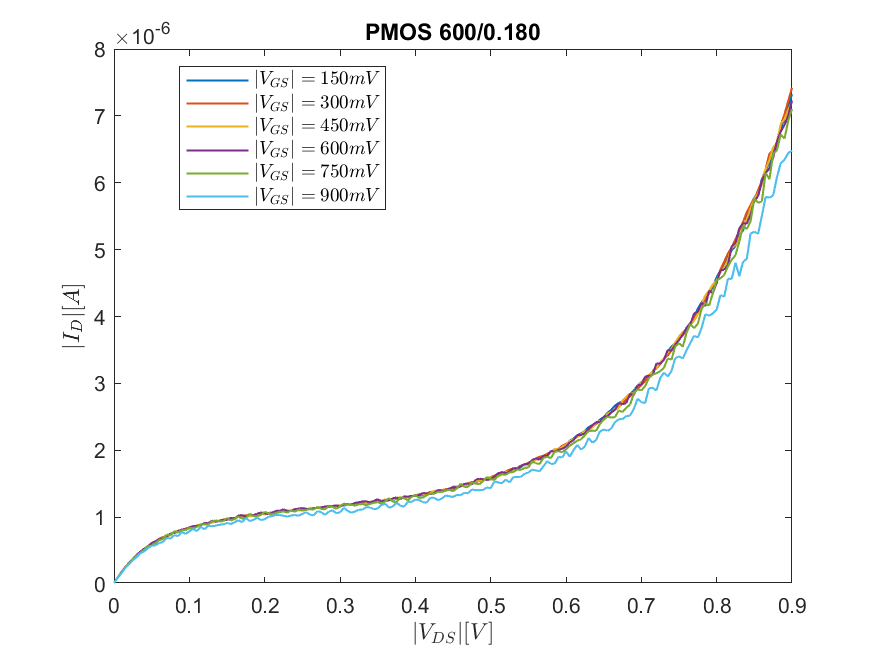 PMOS 600/0.180
×10⁻⁶
8
7
6
5
4
3
2
1
0
|I_D|[A]
|V_GS| = 150mV
|V_GS| = 300mV
|V_GS| = 450mV
|V_GS| = 600mV
|V_GS| = 750mV
|V_GS| = 900mV
0 0.1 0.2 0.3 0.4 0.5 0.6 0.7 0.8 0.9
|V_DS|[V]